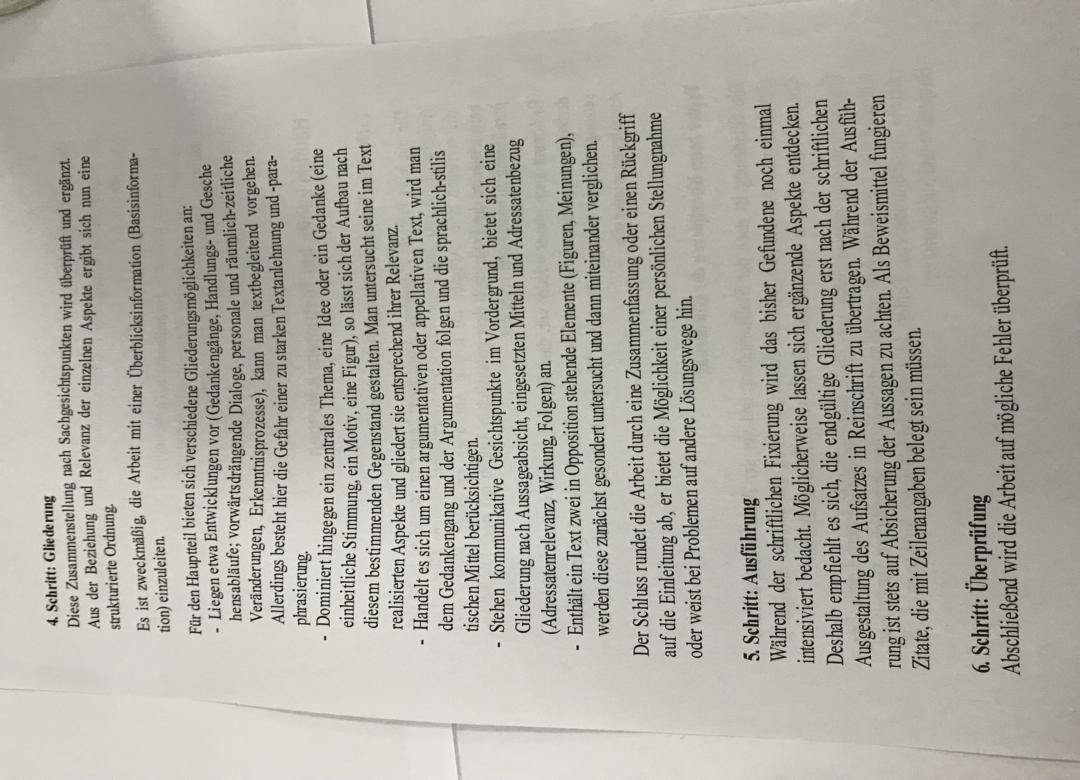 4. Schritt: Gliederung
Diese Zusammenstellung nach Sachgesichtspunkten wird überprüft und ergänzt.
Aus der Beziehung und Relevanz der einzelnen Aspekte ergibt sich nun eine
strukturierte Ordnung.
Es ist zweckmäßig, die Arbeit mit einer Überblicksinformation (Basisinforma-
tion) einzuleiten.
Für den Hauptteil bieten sich verschiedene Gliederungsmöglichkeiten an:
- Liegen etwa Entwicklungen vor (Gedankengänge, Handlungs- und Gesche
hensabläufe; vorwärtsdrängende Dialoge, personale und räumlich-zeitliche
Veränderungen, Erkenntnisprozesse), kann man textbegleitend vorgehen.
Allerdings besteht hier die Gefahr einer zu starken Textanlehnung und -para-
phrasierung.
- Dominiert hingegen ein zentrales Thema, eine Idee oder ein Gedanke (eine
einheitliche Stimmung, ein Motiv, eine Figur), so lässt sich der Aufbau nach
diesem bestimmenden Gegenstand gestalten. Man untersucht seine im Text
realisierten Aspekte und gliedert sie entsprechend ihrer Relevanz.
- Handelt es sich um einen argumentativen oder appellativen Text, wird man
dem Gedankengang und der Argumentation folgen und die sprachlich-stilis
tischen Mittel berücksichtigen.
- Stehen kommunikative Gesichtspunkte im Vordergrund, bietet sich eine
Gliederung nach Aussageabsicht, eingesetzten Mitteln und Adressatenbezug
(Adressatenrelevanz, Wirkung, Folgen) an.
- Enthält ein Text zwei in Opposition stehende Elemente (Figuren, Meinungen),
werden diese zunächst gesondert untersucht und dann miteinander verglichen.
Der Schluss rundet die Arbeit durch eine Zusammenfassung oder einen Rückgriff
auf die Einleitung ab, er bietet die Möglichkeit einer persönlichen Stellungnahme
oder weist bei Problemen auf andere Lösungswege hin.
5. Schritt: Ausführung
Während der schriftlichen Fixierung wird das bisher Gefundene noch einmal
intensiviert bedacht. Möglicherweise lassen sich ergänzende Aspekte entdecken.
Deshalb empfiehlt es sich, die endgültige Gliederung erst nach der schriftlichen
Ausgestaltung des Aufsatzes in Reinschrift zu übertragen. Während der Ausfüh-
rung ist stets auf Absicherung der Aussagen zu achten. Als Beweismittel fungieren
Zitate, die mit Zeilenangaben belegt sein müssen.
6. Schritt: Überprüfung
Abschließend wird die Arbeit auf mögliche Fehler überprüft.